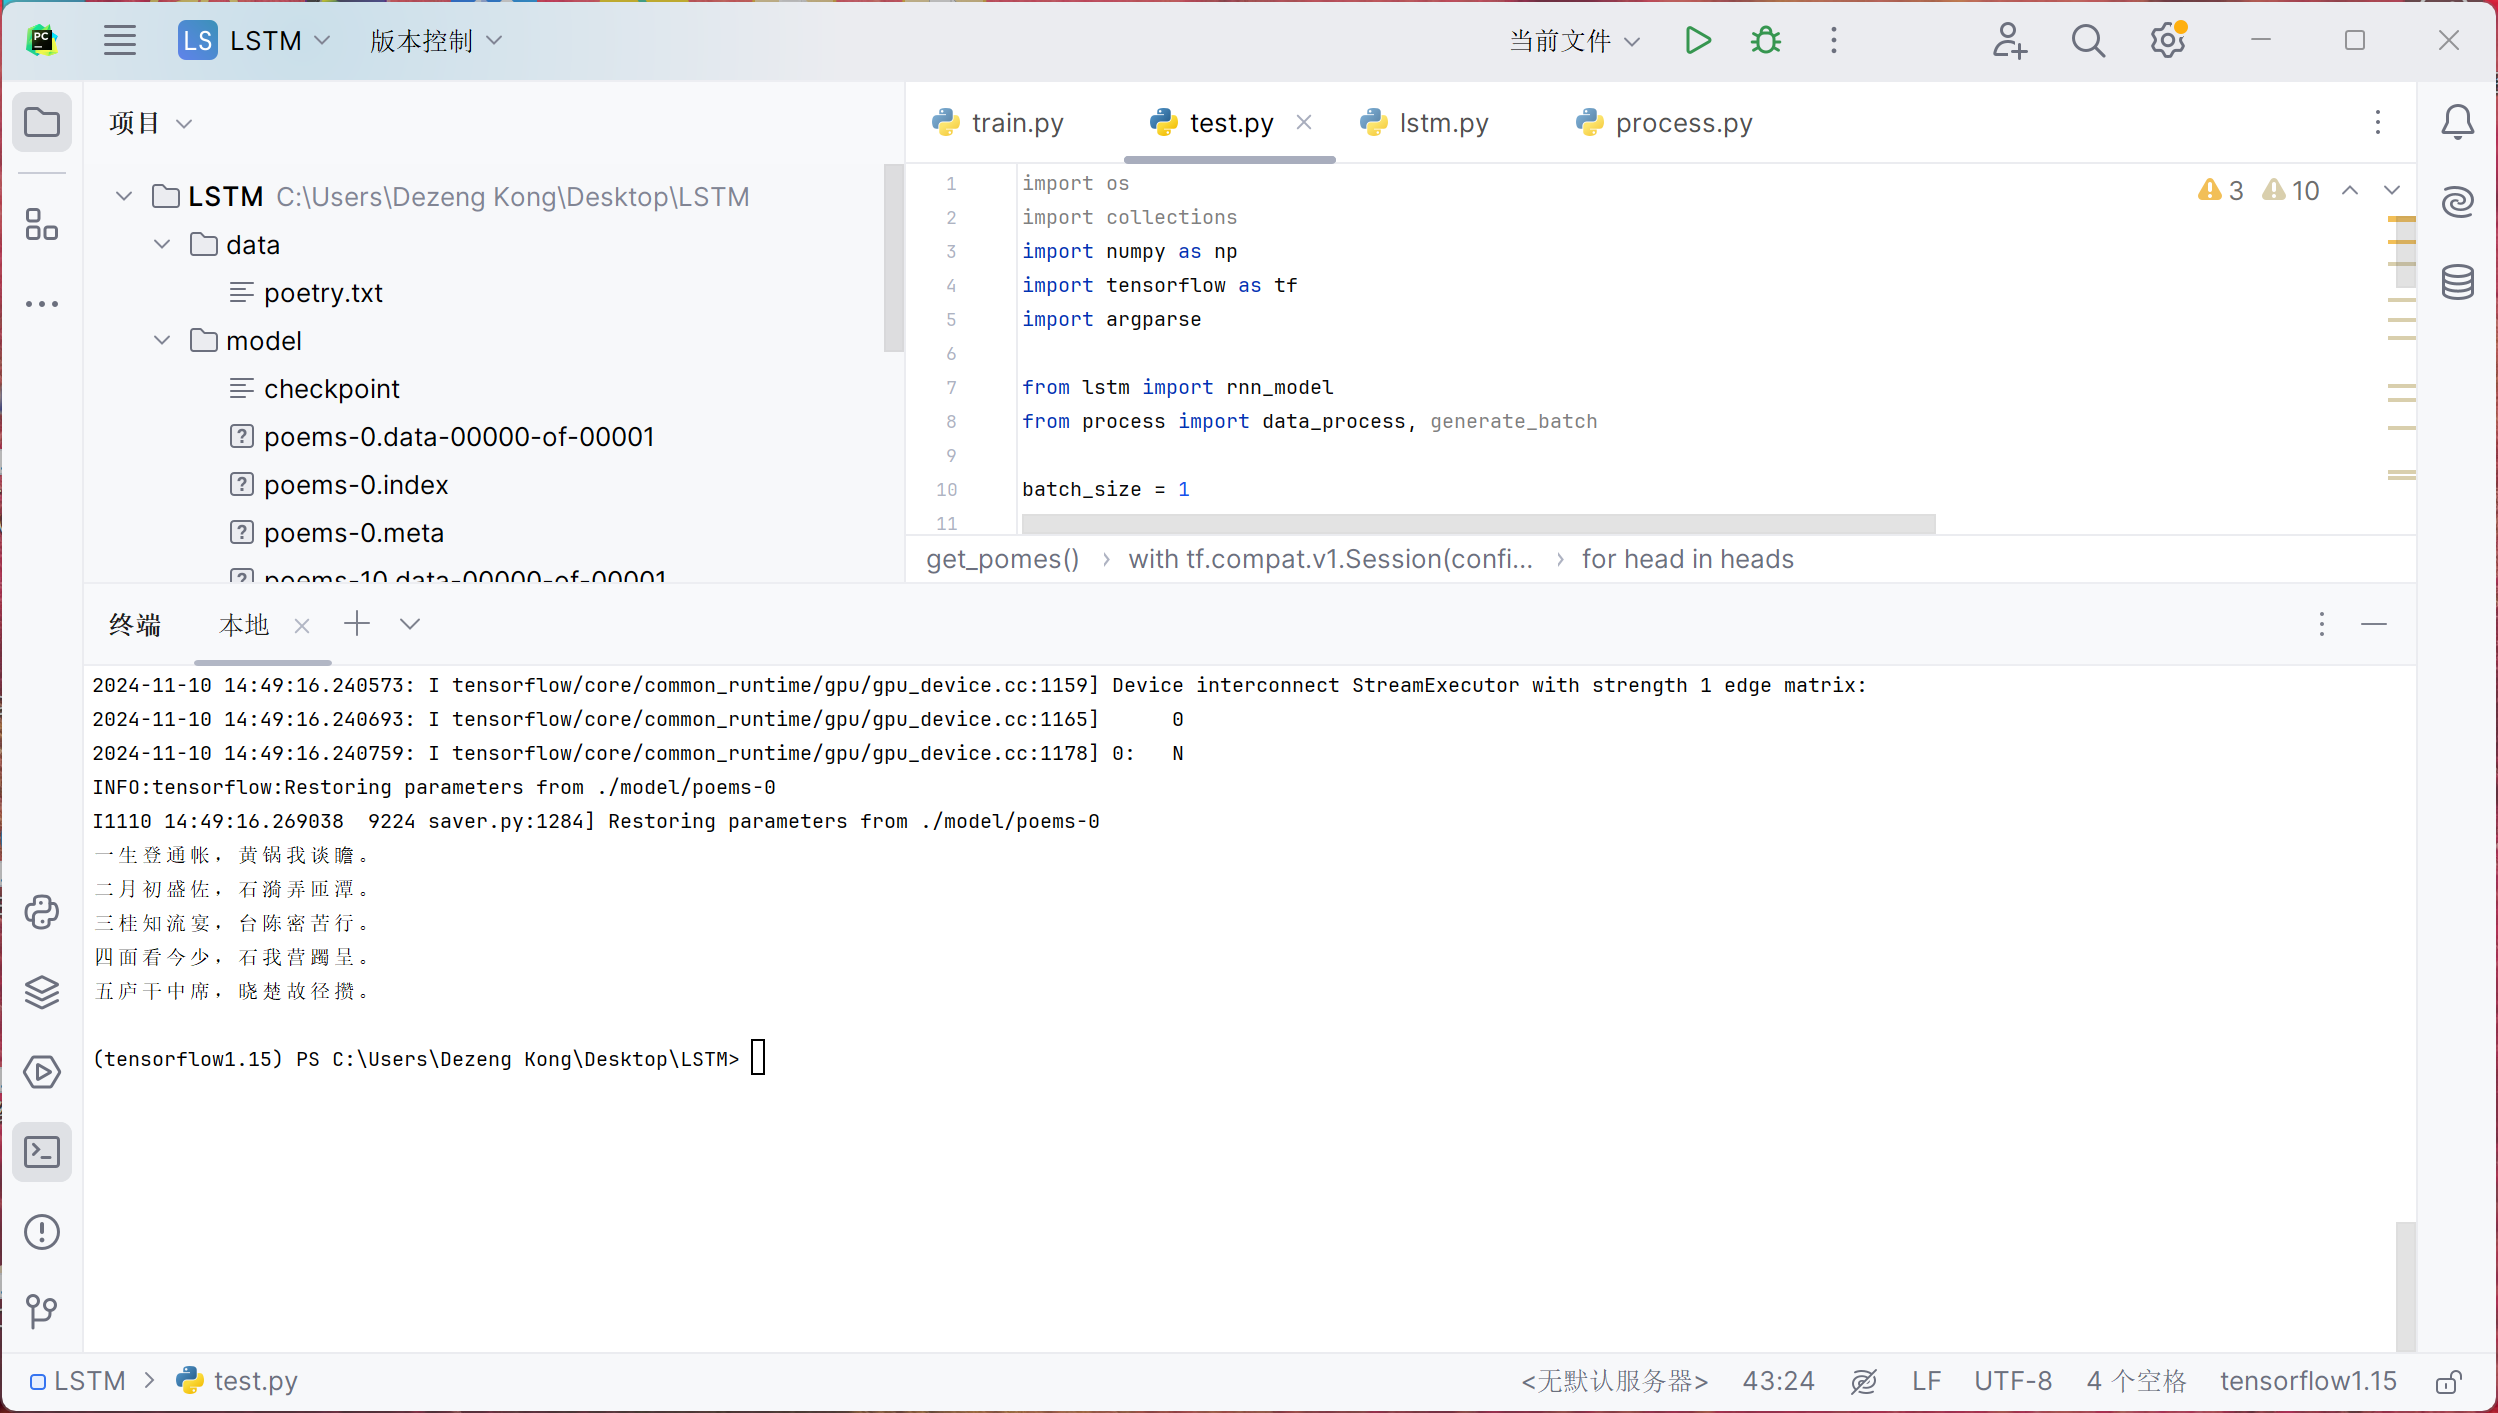 PC
LS LSTM 版本控制
当前文件
项目
train.py test.py lstm.py process.py
LSTM C:\Users\Dezeng Kong\Desktop\LSTM
data
poetry.txt
model
checkpoint
poems-0.data-00000-of-00001
poems-0.index
poems-0.meta
poems-10.data-00000-of-00001
3 10
1 import os
2 import collections
3 import numpy as np
4 import tensorflow as tf
5 import argparse
6
7 from lstm import rnn_model
8 from process import data_process, generate_batch
9
10 batch_size = 1
11
get_pomes() › with tf.compat.v1.Session(confi... › for head in heads
终端 本地
2024-11-10 14:49:16.240573: I tensorflow/core/common_runtime/gpu/gpu_device.cc:1159] Device interconnect StreamExecutor with strength 1 edge matrix:
2024-11-10 14:49:16.240693: I tensorflow/core/common_runtime/gpu/gpu_device.cc:1165]      0
2024-11-10 14:49:16.240759: I tensorflow/core/common_runtime/gpu/gpu_device.cc:1178] 0:   N
INFO:tensorflow:Restoring parameters from ./model/poems-0
I1110 14:49:16.269038  9224 saver.py:1284] Restoring parameters from ./model/poems-0
一生登通帐，黄锅我谈瞻。
二月初盛佐，石漪弄匝潭。
三桂知流宴，台陈密苦行。
四面看今少，石我营躅呈。
五庐干中席，晓楚故径攒。
(tensorflow1.15) PS C:\Users\Dezeng Kong\Desktop\LSTM>
LSTM › test.py
<无默认服务器> 43:24 LF UTF-8 4 个空格 tensorflow1.15